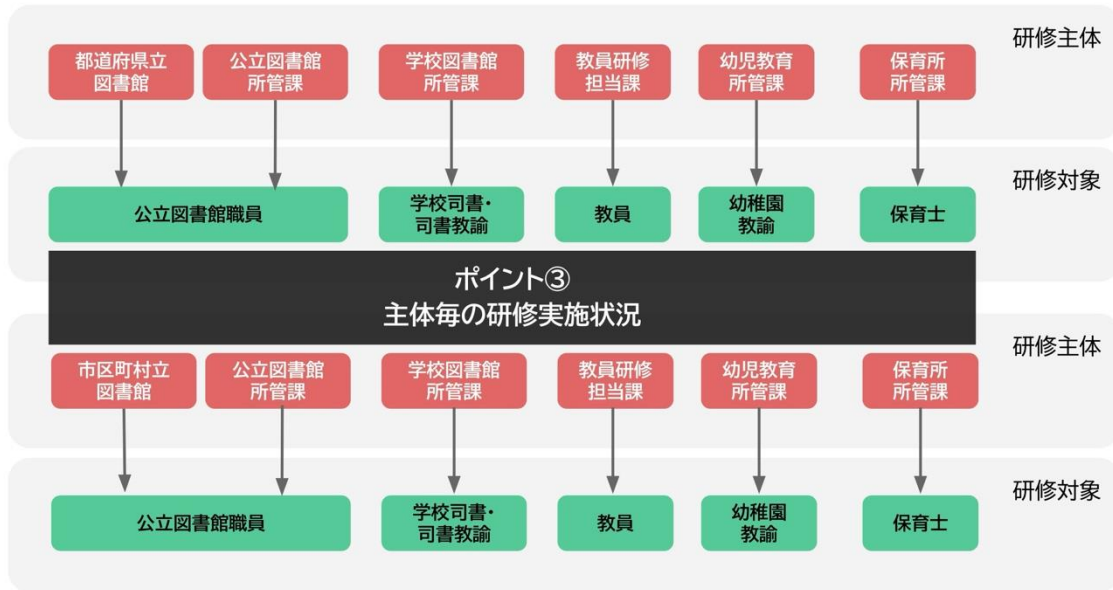 研修主体
都道府県立
図書館
公立図書館
所管課
学校図書館
所管課
教員研修
担当課
幼児教育
所管課
保育所
所管課
研修対象
公立図書館職員
学校司書・
司書教諭
教員
幼稚園
教諭
保育士
ポイント③
主体毎の研修実施状況
研修主体
市区町村立
図書館
公立図書館
所管課
学校図書館
所管課
教員研修
担当課
幼児教育
所管課
保育所
所管課
研修対象
公立図書館職員
学校司書・
司書教諭
教員
幼稚園
教諭
保育士